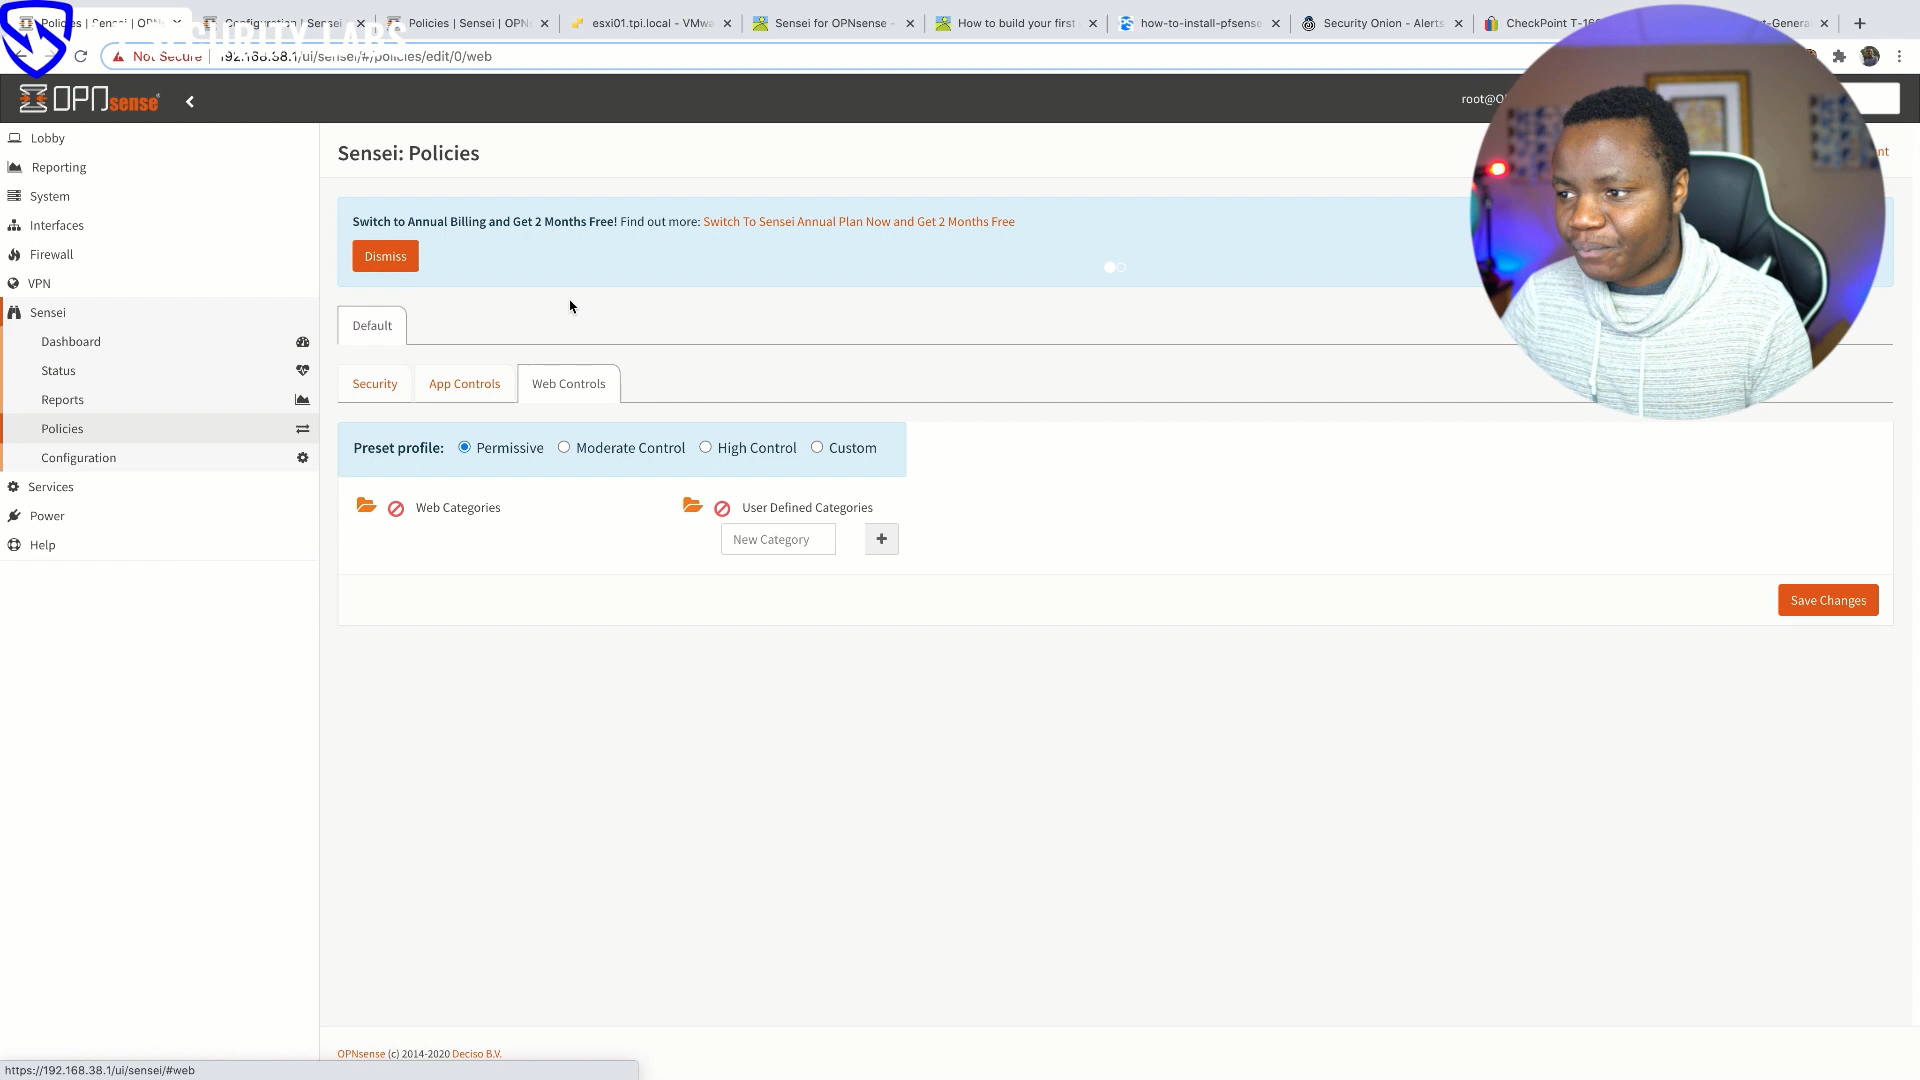 Policies | Sensei | OPN
Configuration | Sensei |
Policies | Sensei | OPN
esxi01.tpi.local - VMwa
Sensei for OPNsense -
How to build your first
how-to-install-pfsense
Security Onion - Alerts
CheckPoint T-160
SECURITY LABS
Not Secure
192.168.38.1/ui/sensei/#/policies/edit/0/web
OPNsense
root@O
Lobby
Reporting
System
Interfaces
Firewall
VPN
Sensei
Dashboard
Status
Reports
Policies
Configuration
Services
Power
Help
Sensei: Policies
Switch to Annual Billing and Get 2 Months Free! Find out more: Switch To Sensei Annual Plan Now and Get 2 Months Free
Dismiss
Default
Security
App Controls
Web Controls
Preset profile: Permissive Moderate Control High Control Custom
Web Categories
User Defined Categories
New Category
+
Save Changes
OPNsense (c) 2014-2020 Deciso B.V.
https://192.168.38.1/ui/sensei/#web